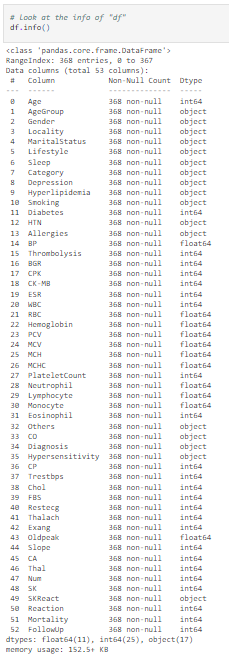 # Look at the info of "df"
df.info()
<class 'pandas.core.frame.DataFrame'>
RangeIndex: 368 entries, 0 to 367
Data columns (total 53 columns):
 #   Column            Non-Null Count  Dtype
---  ------            --------------  -----
 0   Age               368 non-null    int64
 1   AgeGroup          368 non-null    object
 2   Gender            368 non-null    object
 3   Locality          368 non-null    object
 4   MaritalStatus     368 non-null    object
 5   Lifestyle         368 non-null    object
 6   Sleep             368 non-null    object
 7   Category          368 non-null    object
 8   Depression        368 non-null    object
 9   Hyperlipidemia    368 non-null    object
 10  Smoking           368 non-null    object
 11  Diabetes          368 non-null    int64
 12  HTN               368 non-null    object
 13  Allergies         368 non-null    object
 14  BP                368 non-null    float64
 15  Thrombolysis      368 non-null    int64
 16  BGR               368 non-null    int64
 17  CPK               368 non-null    int64
 18  CK-MB             368 non-null    int64
 19  ESR               368 non-null    int64
 20  WBC               368 non-null    int64
 21  RBC               368 non-null    float64
 22  Hemoglobin        368 non-null    float64
 23  PCV               368 non-null    float64
 24  MCV               368 non-null    float64
 25  MCH               368 non-null    float64
 26  MCHC              368 non-null    float64
 27  PlateletCount     368 non-null    int64
 28  Neutrophil        368 non-null    float64
 29  Lymphocyte        368 non-null    float64
 30  Monocyte          368 non-null    float64
 31  Eosinophil        368 non-null    int64
 32  Others            368 non-null    object
 33  CO                368 non-null    object
 34  Diagnosis         368 non-null    object
 35  Hypersensitivity  368 non-null    object
 36  CP                368 non-null    int64
 37  Trestbps          368 non-null    int64
 38  Chol              368 non-null    int64
 39  FBS               368 non-null    int64
 40  Restecg           368 non-null    int64
 41  Thalach           368 non-null    int64
 42  Exang             368 non-null    int64
 43  Oldpeak           368 non-null    float64
 44  Slope             368 non-null    int64
 45  CA                368 non-null    int64
 46  Thal              368 non-null    int64
 47  Num               368 non-null    int64
 48  SK                368 non-null    int64
 49  SKReact           368 non-null    object
 50  Reaction          368 non-null    int64
 51  Mortality         368 non-null    int64
 52  FollowUp          368 non-null    int64
dtypes: float64(11), int64(25), object(17)
memory usage: 152.5+ KB